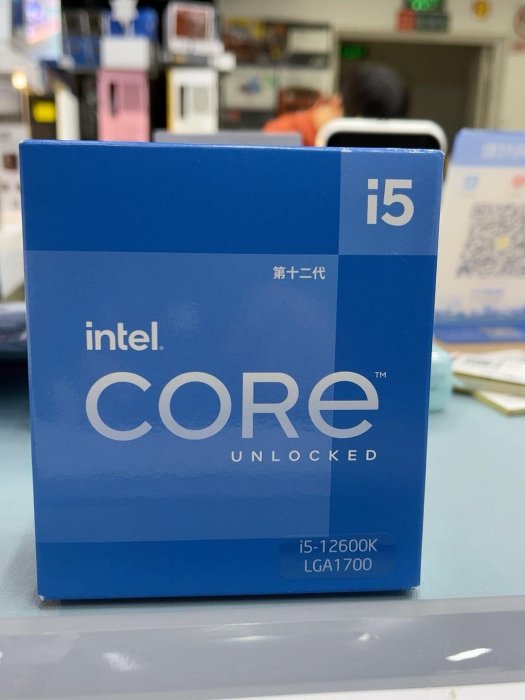 i5
第十二代
intel.
CORE™
UNLOCKED
i5-12600K
LGA1700